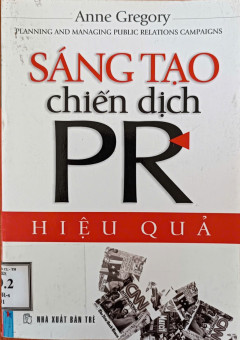 Anne Gregory
PLANNING AND MANAGING PUBLIC RELATIONS CAMPAIGNS
SÁNG TẠO
chiến dịch
PR
HIỆU QUẢ
NHÀ XUẤT BẢN TRẺ